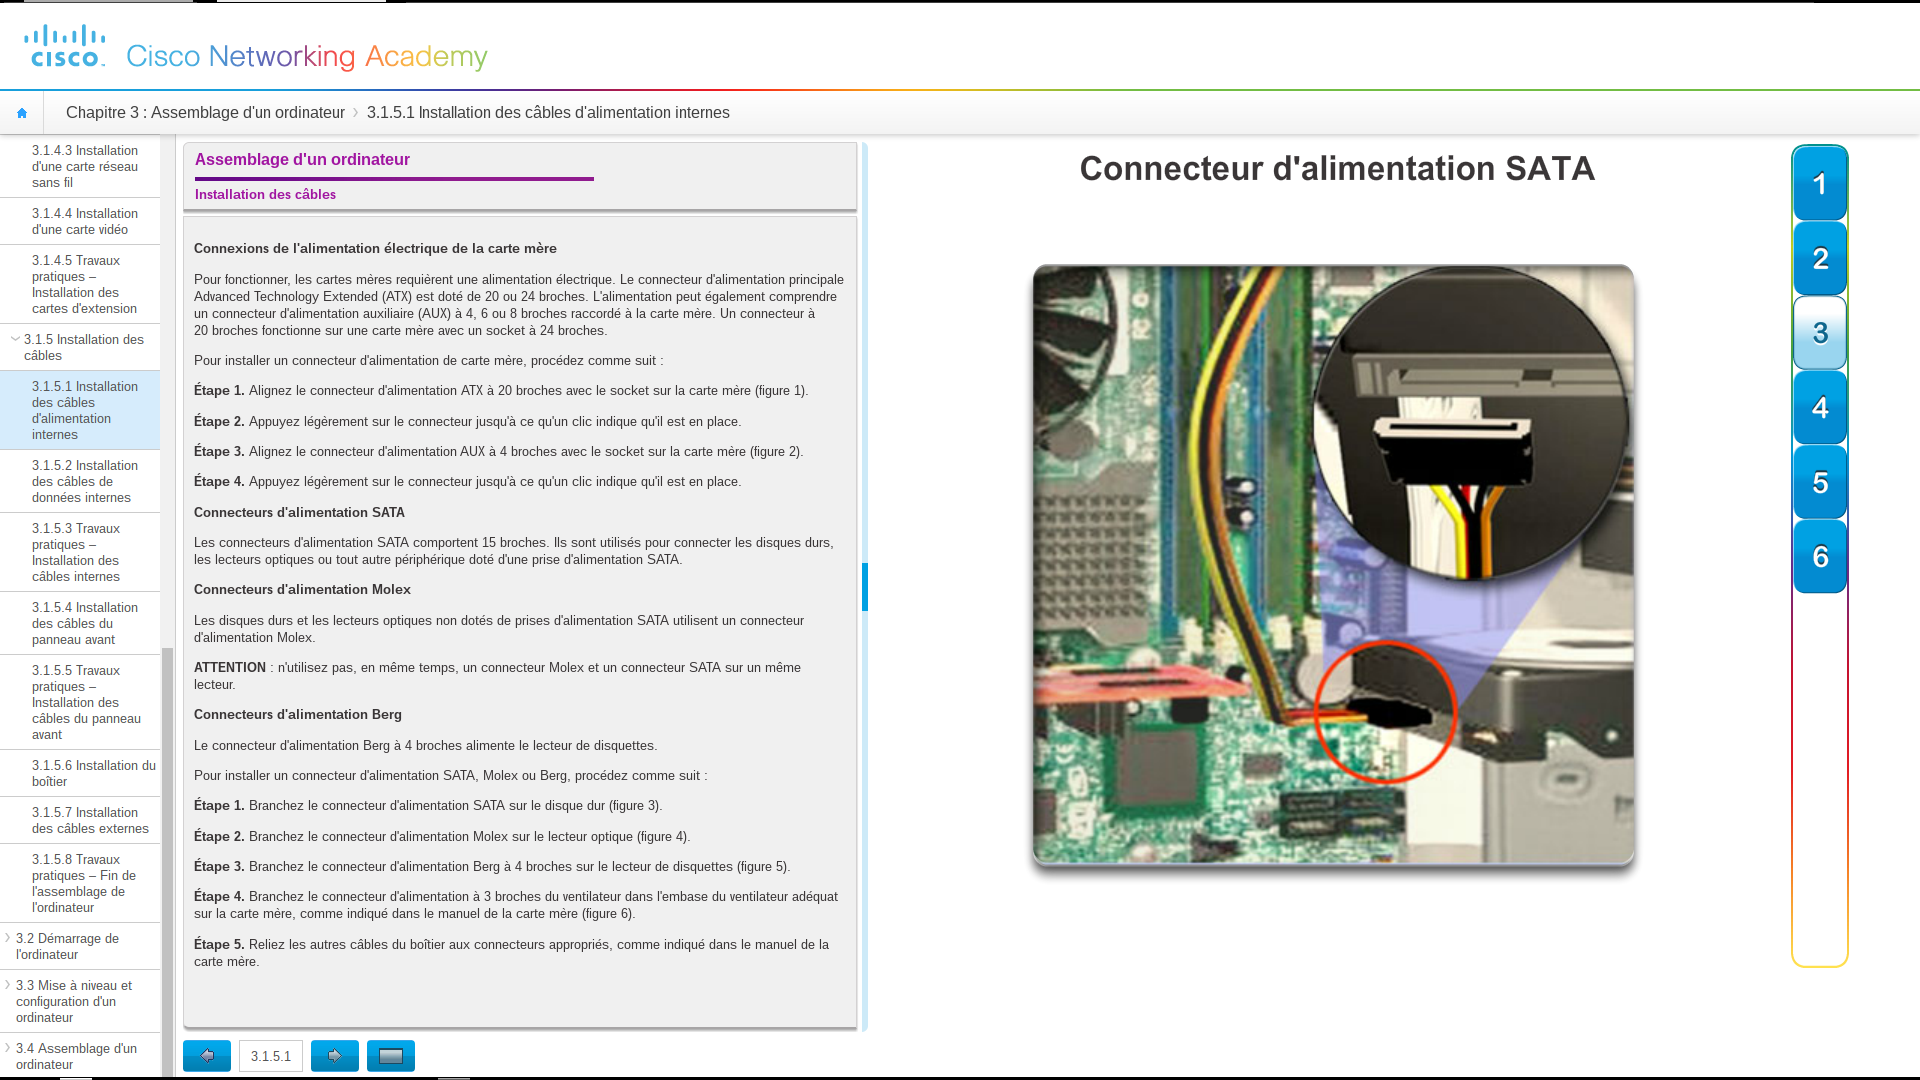 cisco
Cisco Networking Academy
Chapitre 3 : Assemblage d'un ordinateur
3.1.5.1 Installation des câbles d'alimentation internes
3.1.4.3 Installation
d'une carte réseau
sans fil
3.1.4.4 Installation
d'une carte vidéo
3.1.4.5 Travaux
pratiques –
Installation des
cartes d'extension
3.1.5 Installation des
câbles
3.1.5.1 Installation
des câbles
d'alimentation
internes
3.1.5.2 Installation
des câbles de
données internes
3.1.5.3 Travaux
pratiques –
Installation des
câbles internes
3.1.5.4 Installation
des câbles du
panneau avant
3.1.5.5 Travaux
pratiques –
Installation des
câbles du panneau
avant
3.1.5.6 Installation du
boîtier
3.1.5.7 Installation
des câbles externes
3.1.5.8 Travaux
pratiques – Fin de
l'assemblage de
l'ordinateur
3.2 Démarrage de
l'ordinateur
3.3 Mise à niveau et
configuration d'un
ordinateur
3.4 Assemblage d'un
ordinateur
Assemblage d'un ordinateur
Installation des câbles
Connexions de l'alimentation électrique de la carte mère
Pour fonctionner, les cartes mères requièrent une alimentation électrique. Le connecteur d'alimentation principale
Advanced Technology Extended (ATX) est doté de 20 ou 24 broches. L'alimentation peut également comprendre
un connecteur d'alimentation auxiliaire (AUX) à 4, 6 ou 8 broches raccordé à la carte mère. Un connecteur à
20 broches fonctionne sur une carte mère avec un socket à 24 broches.
Pour installer un connecteur d'alimentation de carte mère, procédez comme suit :
Étape 1. Alignez le connecteur d'alimentation ATX à 20 broches avec le socket sur la carte mère (figure 1).
Étape 2. Appuyez légèrement sur le connecteur jusqu'à ce qu'un clic indique qu'il est en place.
Étape 3. Alignez le connecteur d'alimentation AUX à 4 broches avec le socket sur la carte mère (figure 2).
Étape 4. Appuyez légèrement sur le connecteur jusqu'à ce qu'un clic indique qu'il est en place.
Connecteurs d'alimentation SATA
Les connecteurs d'alimentation SATA comportent 15 broches. Ils sont utilisés pour connecter les disques durs,
les lecteurs optiques ou tout autre périphérique doté d'une prise d'alimentation SATA.
Connecteurs d'alimentation Molex
Les disques durs et les lecteurs optiques non dotés de prises d'alimentation SATA utilisent un connecteur
d'alimentation Molex.
ATTENTION : n'utilisez pas, en même temps, un connecteur Molex et un connecteur SATA sur un même
lecteur.
Connecteurs d'alimentation Berg
Le connecteur d'alimentation Berg à 4 broches alimente le lecteur de disquettes.
Pour installer un connecteur d'alimentation SATA, Molex ou Berg, procédez comme suit :
Étape 1. Branchez le connecteur d'alimentation SATA sur le disque dur (figure 3).
Étape 2. Branchez le connecteur d'alimentation Molex sur le lecteur optique (figure 4).
Étape 3. Branchez le connecteur d'alimentation Berg à 4 broches sur le lecteur de disquettes (figure 5).
Étape 4. Branchez le connecteur d'alimentation à 3 broches du ventilateur dans l'embase du ventilateur adéquat
sur la carte mère, comme indiqué dans le manuel de la carte mère (figure 6).
Étape 5. Reliez les autres câbles du boîtier aux connecteurs appropriés, comme indiqué dans le manuel de la
carte mère.
3.1.5.1
Connecteur d'alimentation SATA
1
2
3
4
5
6